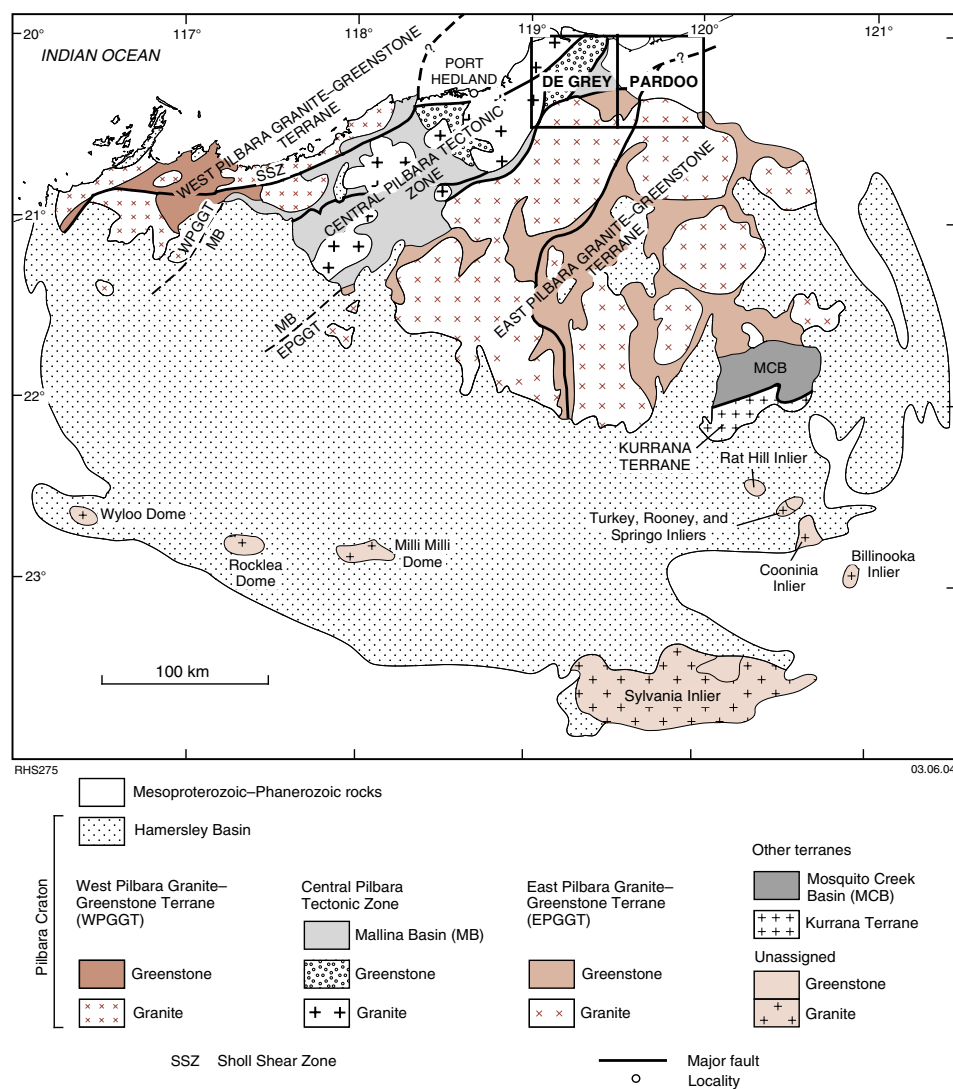 20°
117°
118°
119°
120°
121°
INDIAN OCEAN
WEST PILBARA GRANITE–GREENSTONE
TERRANE
?
PORT
HEDLAND
DE GREY
PARDOO
?
SSZ
CENTRAL PILBARA TECTONIC
ZONE
21°
WPGGT
MB
EAST PILBARA GRANITE–GREENSTONE
TERRANE
MB
EPGGT
MCB
22°
KURRANA
TERRANE
Rat Hill Inlier
Wyloo Dome
Turkey, Rooney, and
Springo Inliers
Rocklea
Dome
Milli Milli
Dome
Cooninia
Inlier
Billinooka
Inlier
23°
100 km
Sylvania Inlier
RHS275
03.06.04
Mesoproterozoic–Phanerozoic rocks
Pilbara Craton
Hamersley Basin
West Pilbara Granite–
Greenstone Terrane
(WPGGT)
Greenstone
Granite
Central Pilbara
Tectonic Zone
Mallina Basin (MB)
Greenstone
Granite
East Pilbara Granite–
Greenstone Terrane
(EPGGT)
Greenstone
Granite
Other terranes
Mosquito Creek
Basin (MCB)
Kurrana Terrane
Unassigned
Greenstone
Granite
SSZ Sholl Shear Zone
Major fault
Locality